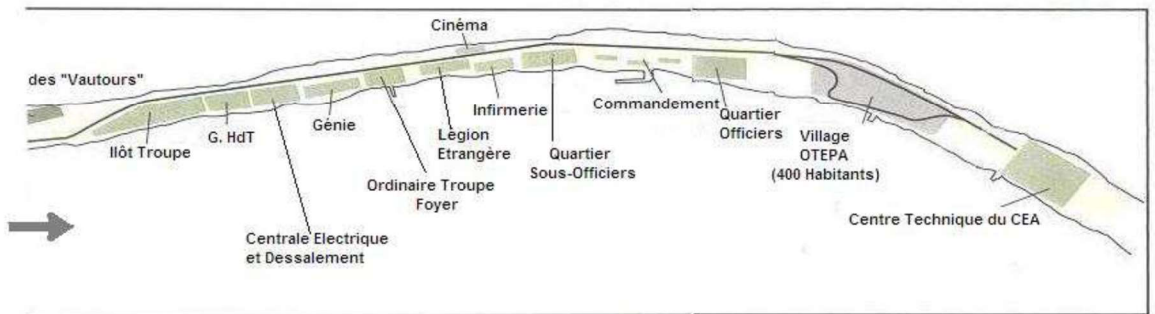 Cinéma
des "Vautours"
Ilôt Troupe
G. HdT
Génie
Infirmerie
Commandement
Quartier
Officiers
Légion
Etrangère
Quartier
Sous-Officiers
Village
OTEPA
(400 Habitants)
Ordinaire Troupe
Foyer
Centrale Electrique
et Dessalement
Centre Technique du CEA